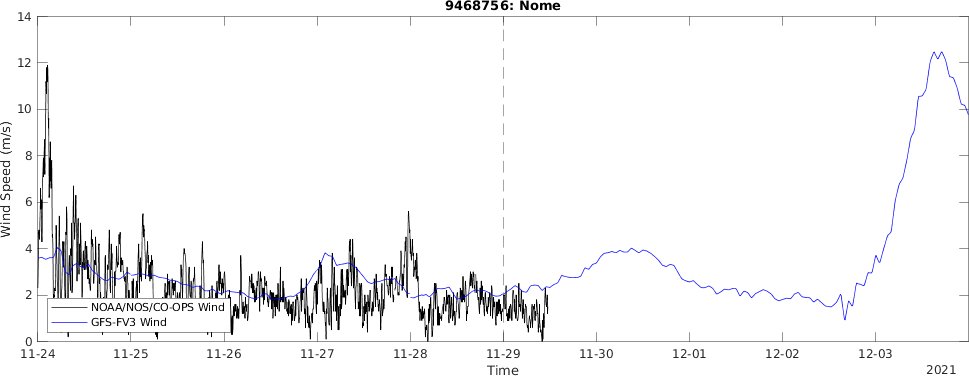 9468756: Nome
14
12
10
8
6
4
2
0
Wind Speed (m/s)
NOAA/NOS/CO-OPS Wind
GFS-FV3 Wind
11-24 11-25 11-26 11-27 11-28 11-29 11-30 12-01 12-02 12-03
Time
2021